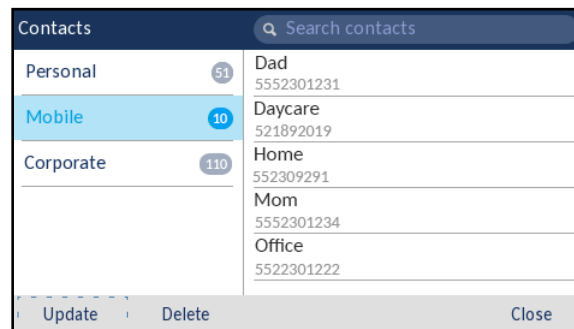 Contacts
Search contacts
Personal 51
Mobile 10
Corporate 110
Dad
5552301231
Daycare
521892019
Home
552309291
Mom
5552301234
Office
5522301222
Update Delete Close